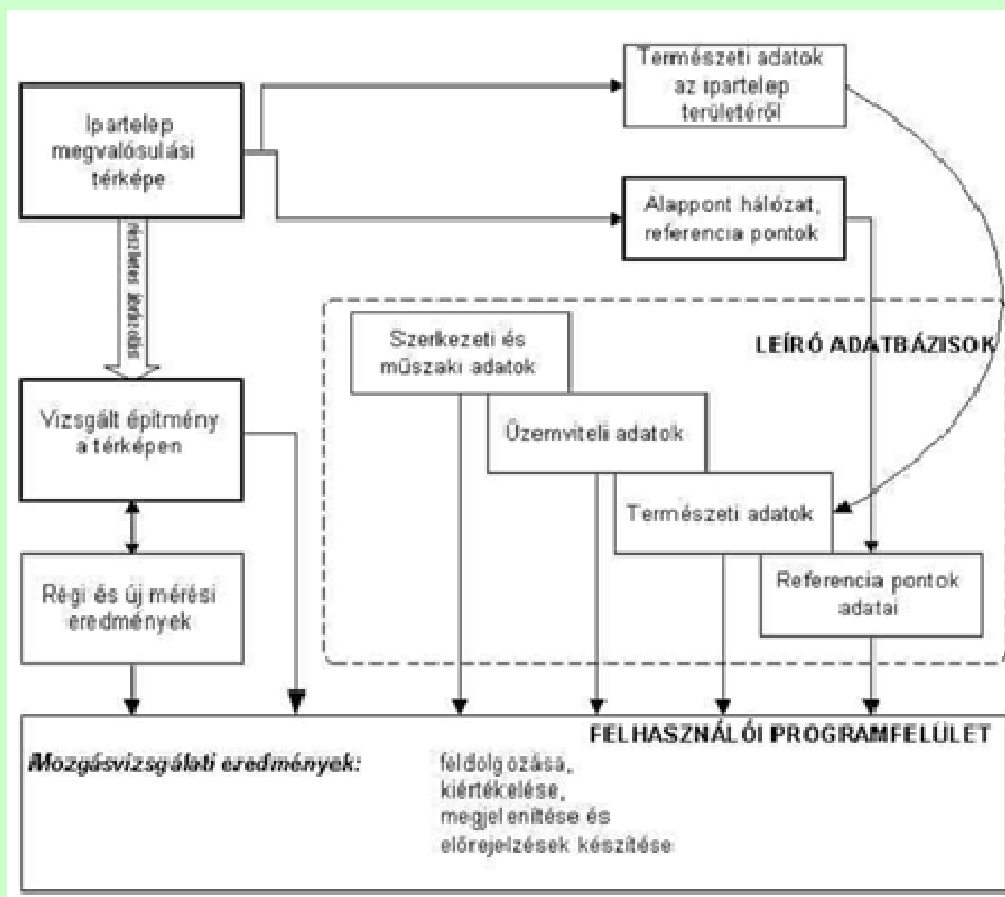 Természeti adatok
az ipartelep
területéről
Ipartelep
megvalósulási
térképe
Alappont hálózat,
referencia pontok
részletes ábrázolás
LEÍRÓ ADATBÁZISOK
Szerkezeti és
műszaki adatok
Vizsgált építmény
a térképen
Üzemviteli adatok
Természeti adatok
Régi és új mérési
eredmények
Referencia pontok
adatai
FELHASZNÁLÓI PROGRAMFELÜLET
Mozgásvizsgálati eredmények:
feldolgozása,
kiértékelése,
megjelenítése és
előrejelzések készítése